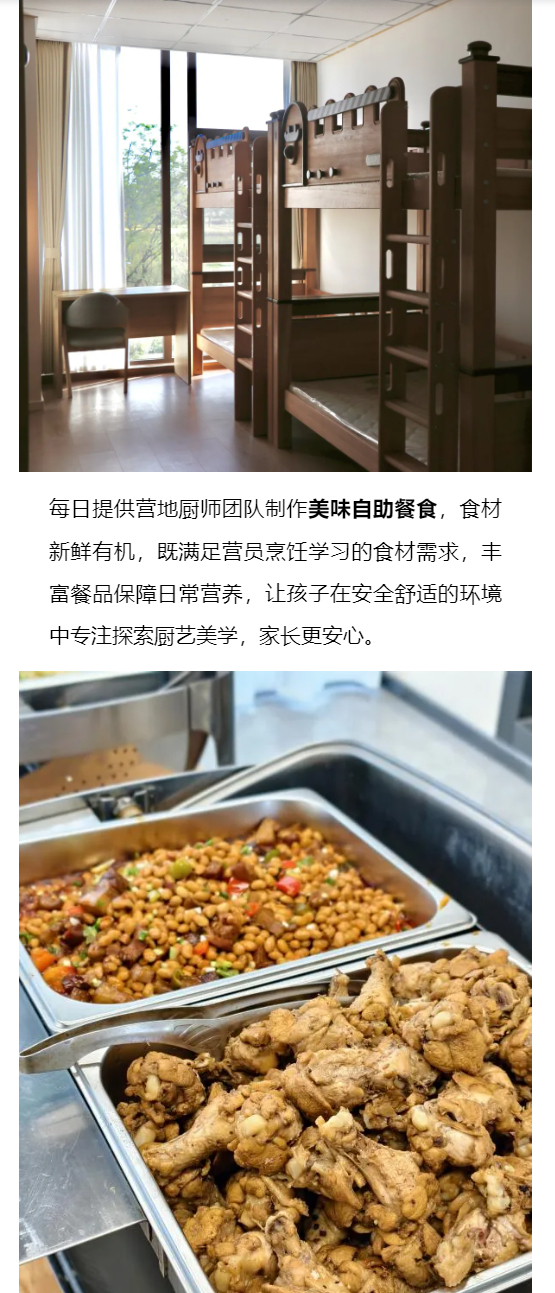 每日提供营地厨师团队制作美味自助餐食，食材
新鲜有机，既满足营员烹饪学习的食材需求，丰
富餐品保障日常营养，让孩子在安全舒适的环境
中专注探索厨艺美学，家长更安心。